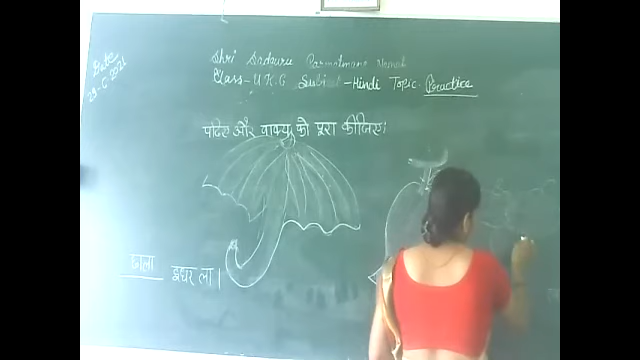 Date
29-6-2021
Shri Sadguru Parmatmane Namah
Class-U.K.G Subject-Hindi Topic Practice
पढ़िए और वाक्य को पूरा कीजिए।
छाता इधर ला।